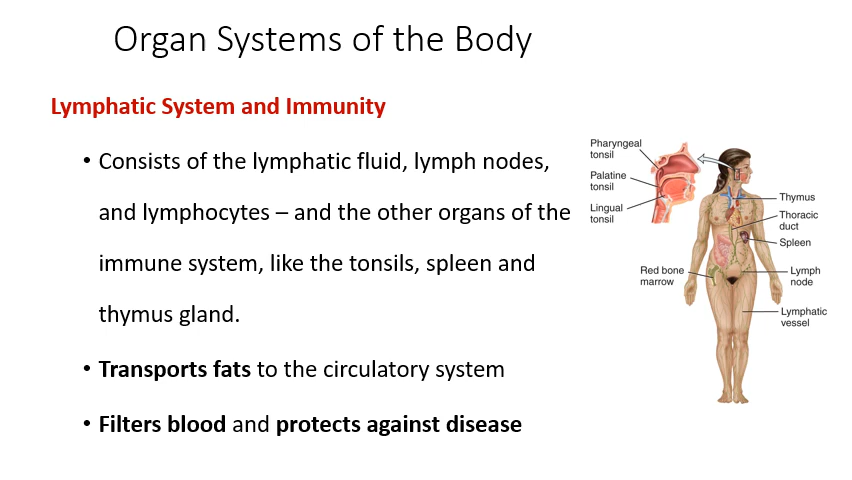 Organ Systems of the Body
Lymphatic System and Immunity
• Consists of the lymphatic fluid, lymph nodes,
and lymphocytes – and the other organs of the
immune system, like the tonsils, spleen and
thymus gland.
• Transports fats to the circulatory system
• Filters blood and protects against disease
Pharyngeal
tonsil
Palatine
tonsil
Lingual
tonsil
Red bone
marrow
Thymus
Thoracic
duct
Spleen
Lymph
node
Lymphatic
vessel